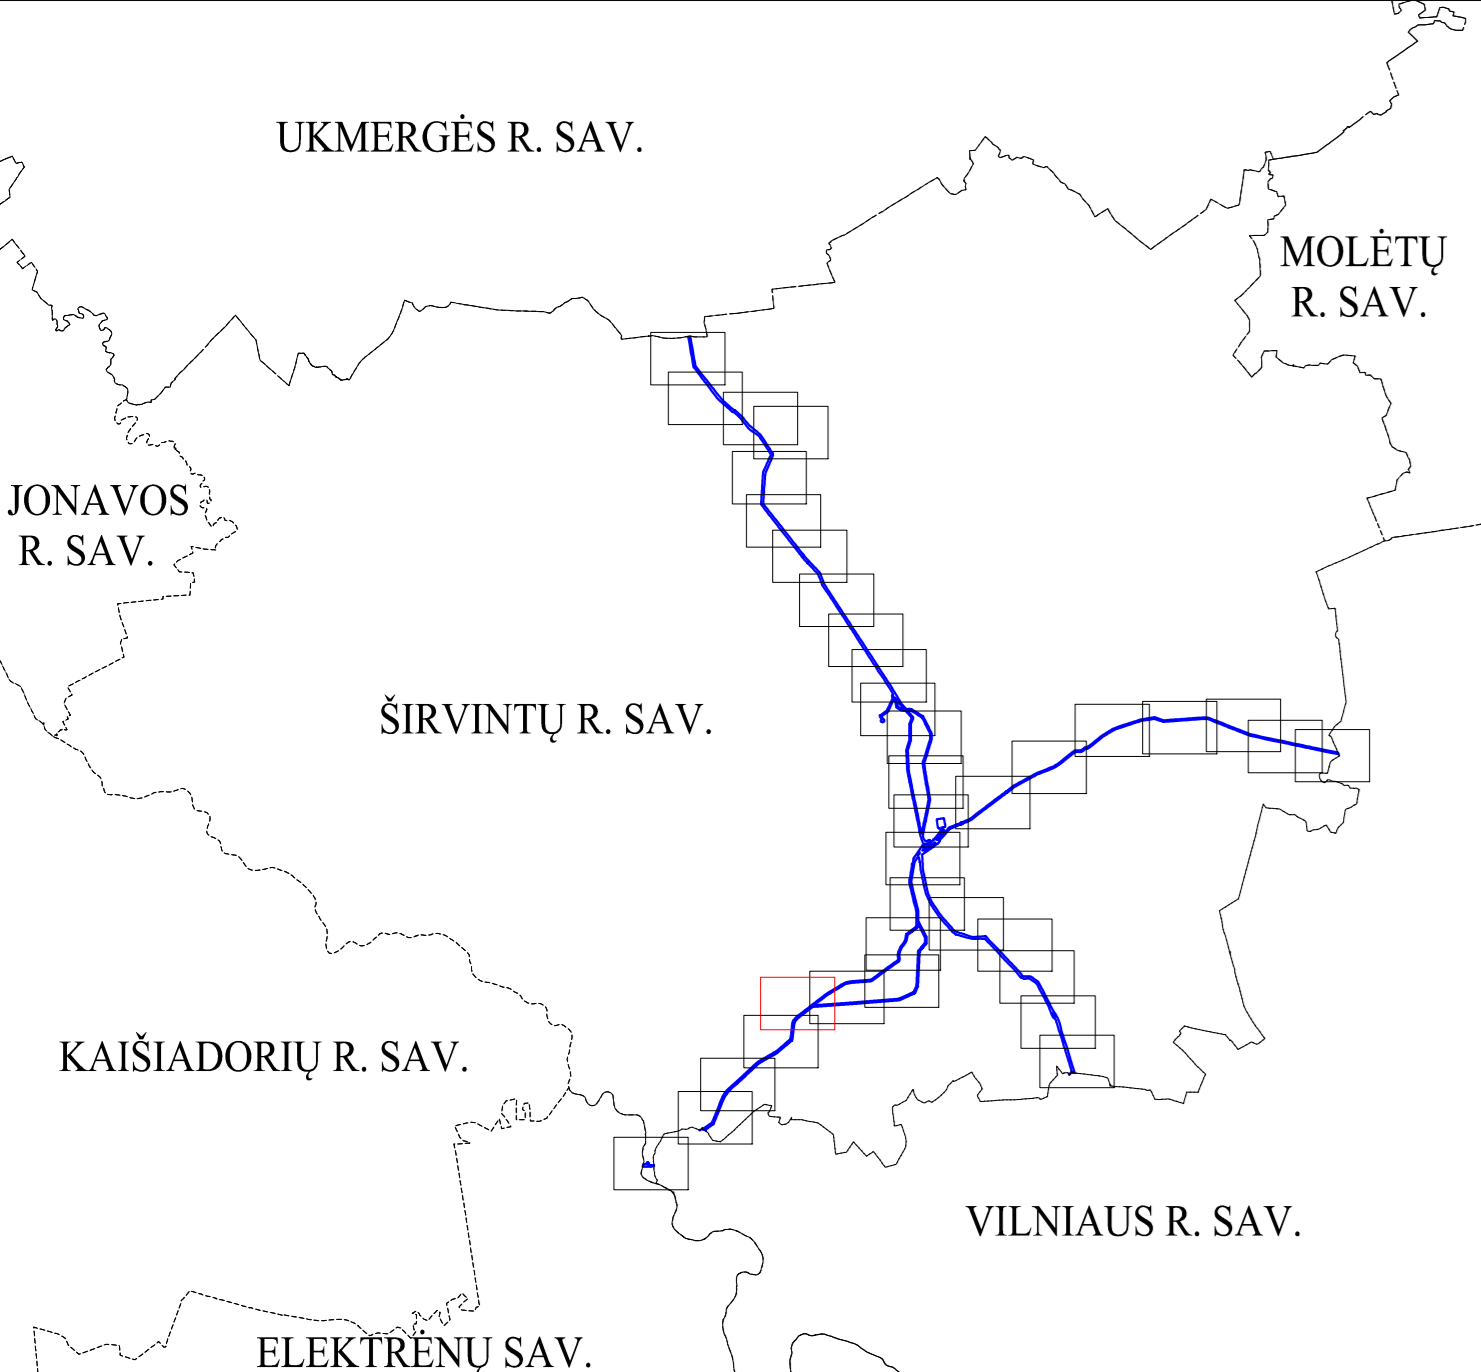 UKMERGĖS R. SAV.
MOLĖTŲ
R. SAV.
JONAVOS
R. SAV.
ŠIRVINTŲ R. SAV.
KAIŠIADORIŲ R. SAV.
VILNIAUS R. SAV.
ELEKTRĖNŲ SAV.